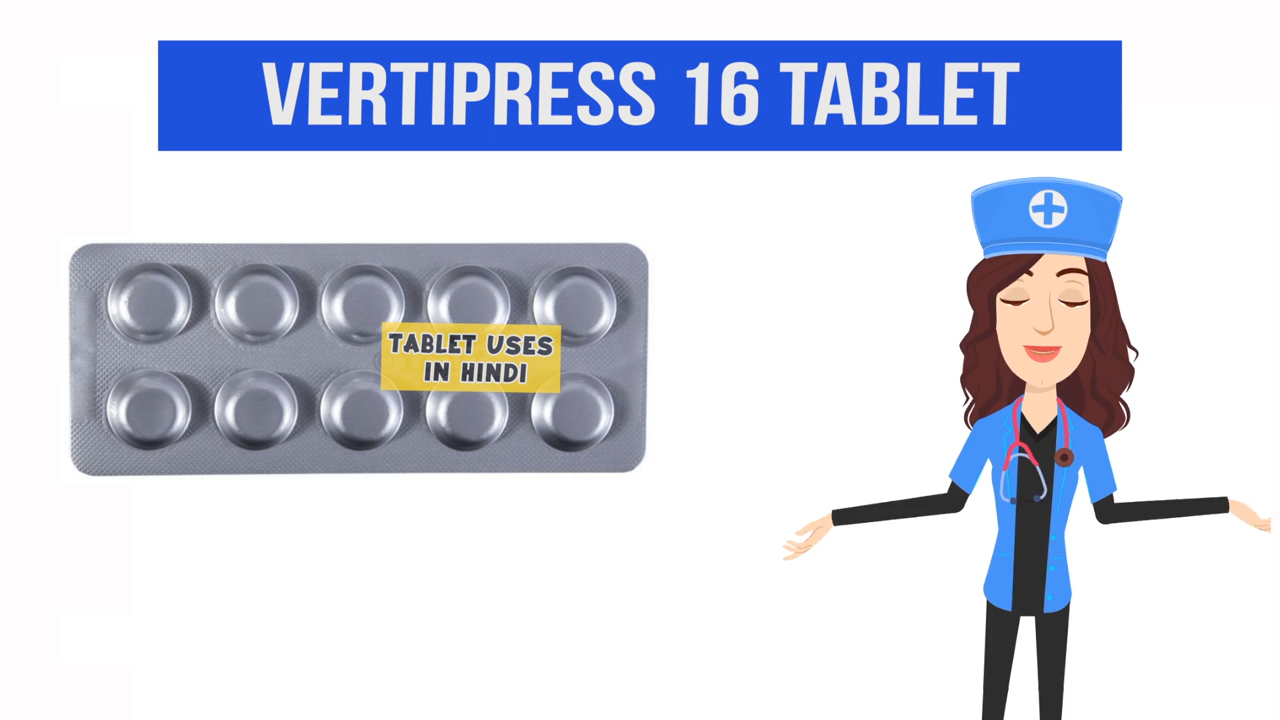 VERTIPRESS 16 TABLET
TABLET USES
IN HINDI